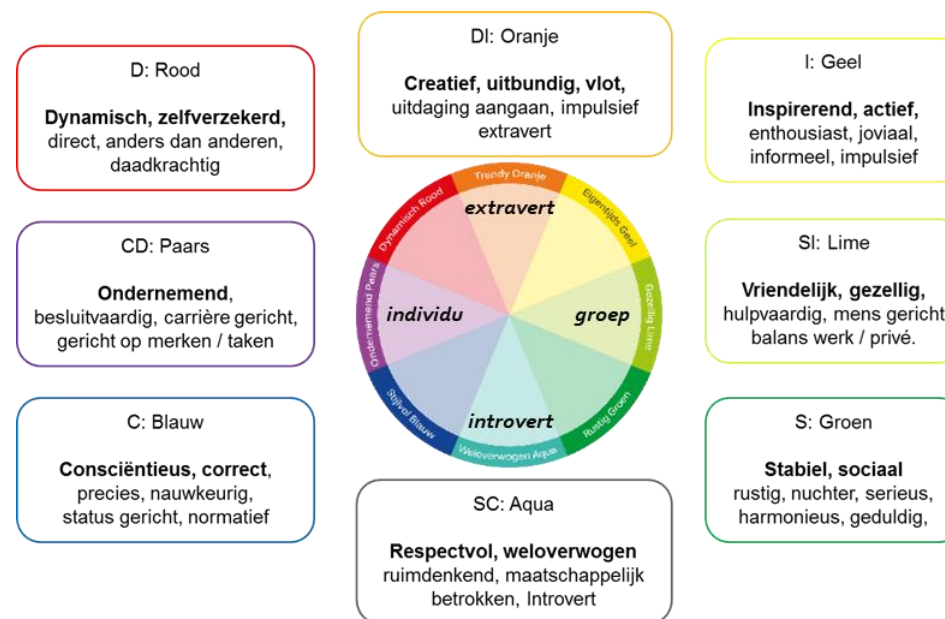 D: Rood
Dynamisch, zelfverzekerd,
direct, anders dan anderen,
daadkrachtig
DI: Oranje
Creatief, uitbundig, vlot,
uitdaging aangaan, impulsief
extravert
I: Geel
Inspirerend, actief,
enthousiast, joviaal,
informeel, impulsief
CD: Paars
Ondernemend,
besluitvaardig, carrière gericht,
gericht op merken / taken
Dynamisch Rood
Trendy Oranje
Eigentijds Geel
Gezellig Lime
Rustig Groen
Weloverwogen Aqua
Stijlvol Blauw
Ondernemend Paars
extravert
individu
groep
introvert
SI: Lime
Vriendelijk, gezellig,
hulpvaardig, mens gericht
balans werk / privé.
C: Blauw
Consciëntieus, correct,
precies, nauwkeurig,
status gericht, normatief
SC: Aqua
Respectvol, weloverwogen
ruimdenkend, maatschappelijk
betrokken, Introvert
S: Groen
Stabiel, sociaal
rustig, nuchter, serieus,
harmonieus, geduldig,